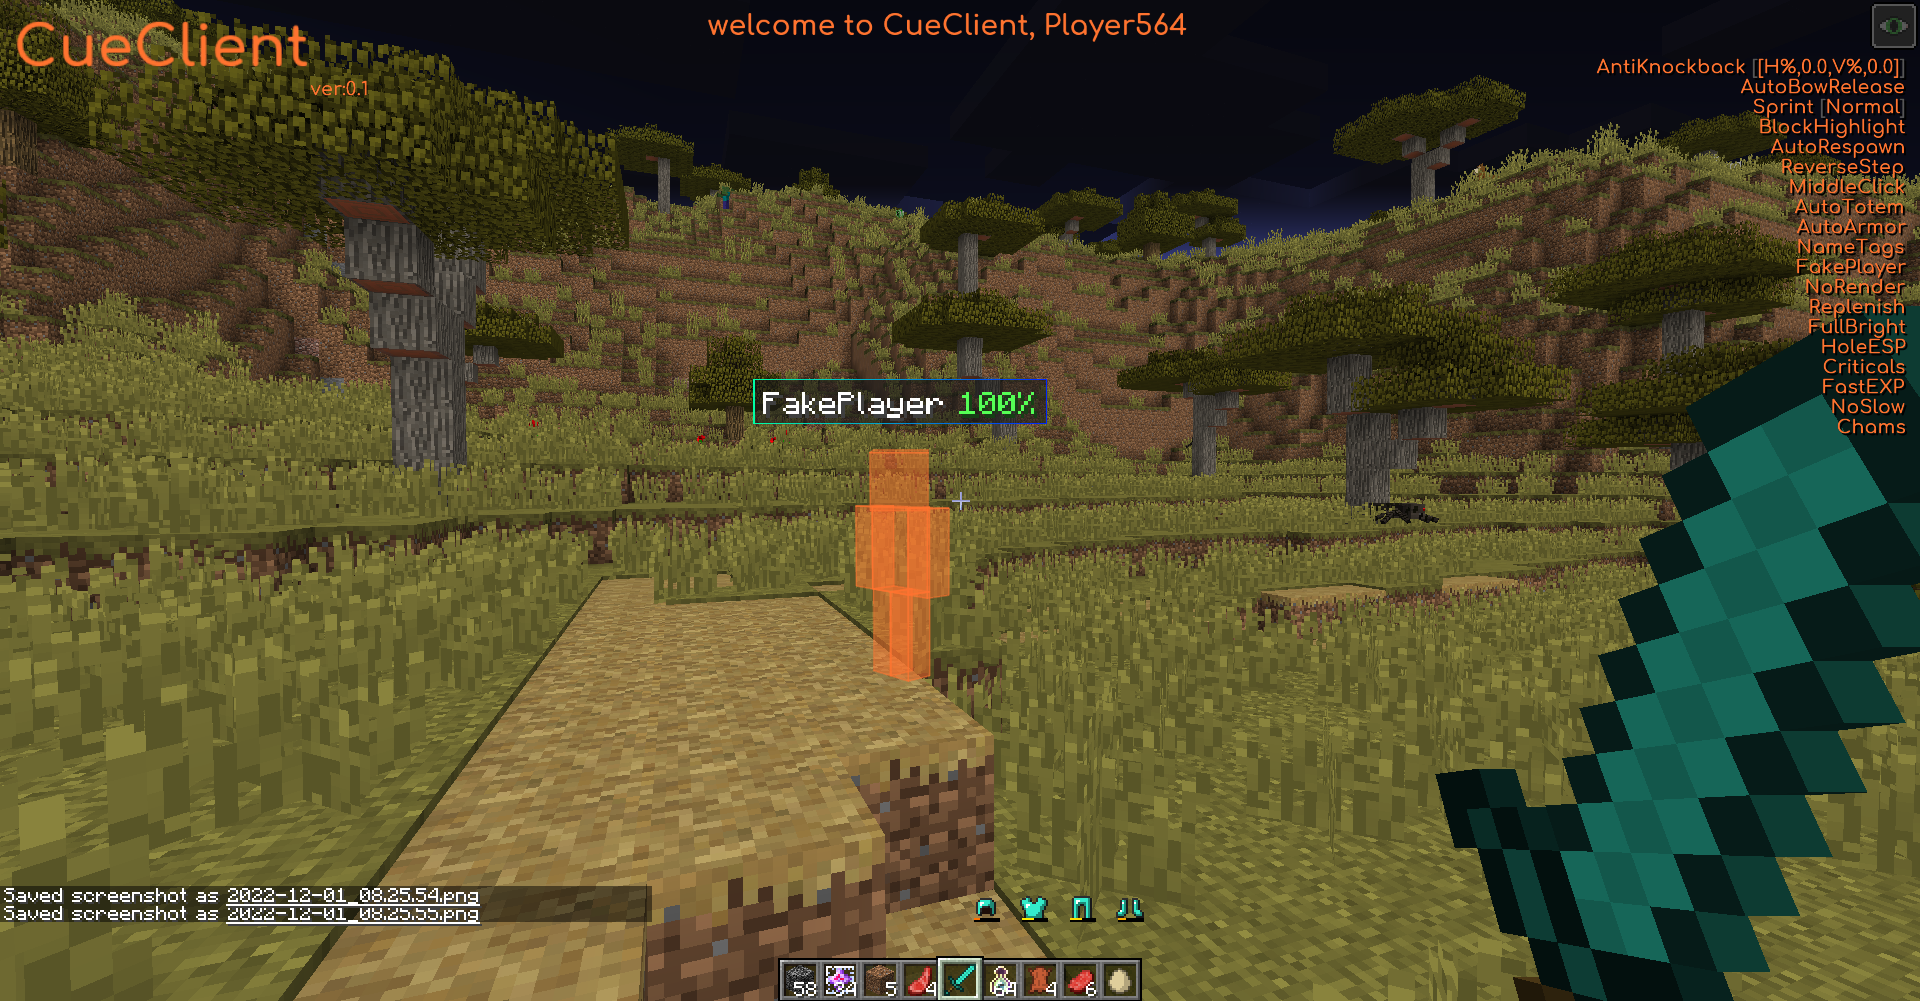 CueClient
ver:0.1
welcome to CueClient, Player564
AntiKnockback [[H%,0.0,V%,0.0]]
AutoBowRelease
Sprint [Normal]
BlockHighlight
AutoRespawn
ReverseStep
MiddleClick
AutoTotem
AutoArmor
NameTags
FakePlayer
NoRender
Replenish
FullBright
HoleESP
Criticals
FastEXP
NoSlow
Chams
FakePlayer 100%
Saved screenshot as 2022-12-01_08.25.54.png
Saved screenshot as 2022-12-01_08.25.55.png
58 5 4 64 4 6